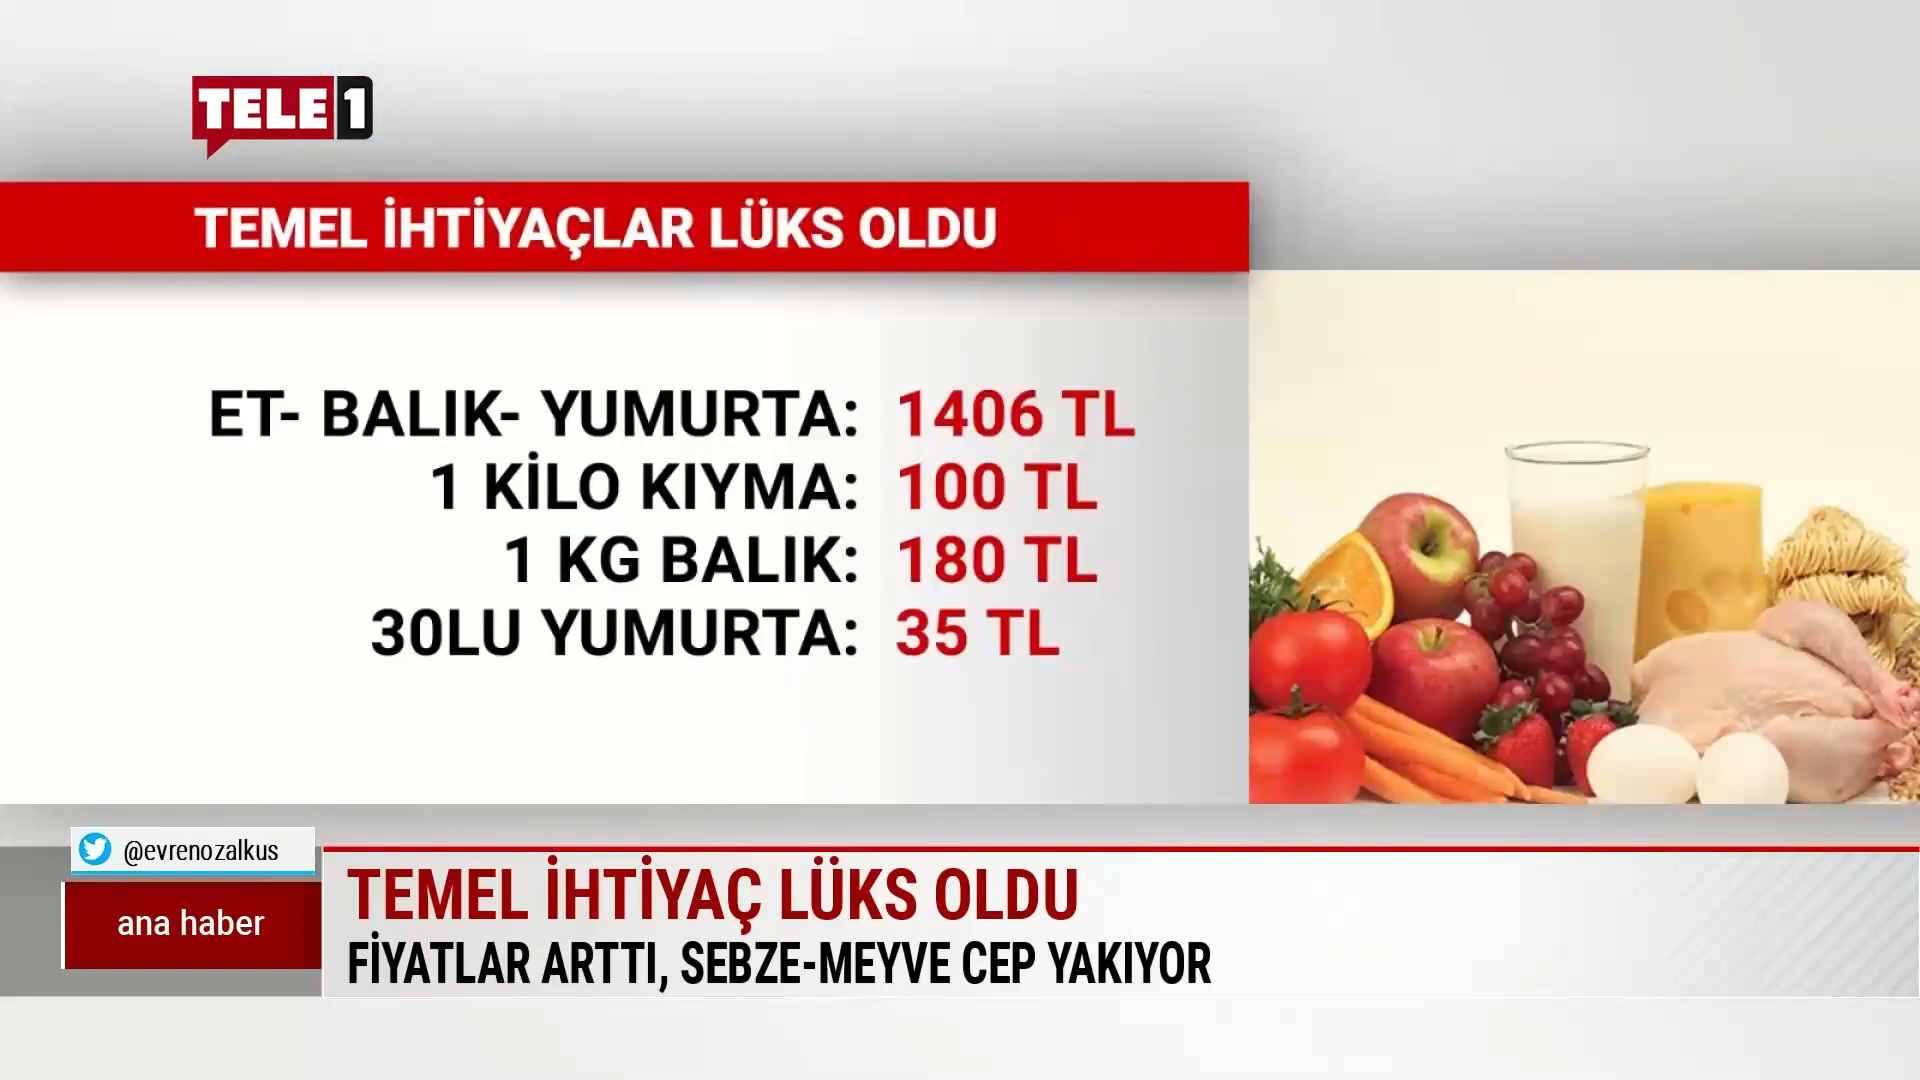 TELE1
TEMEL İHTİYAÇLAR LÜKS OLDU
ET- BALIK- YUMURTA: 1406 TL
1 KİLO KIYMA: 100 TL
1 KG BALIK: 180 TL
30LU YUMURTA: 35 TL
@evrenozalkus
ana haber
TEMEL İHTİYAÇ LÜKS OLDU
FİYATLAR ARTTI, SEBZE-MEYVE CEP YAKIYOR